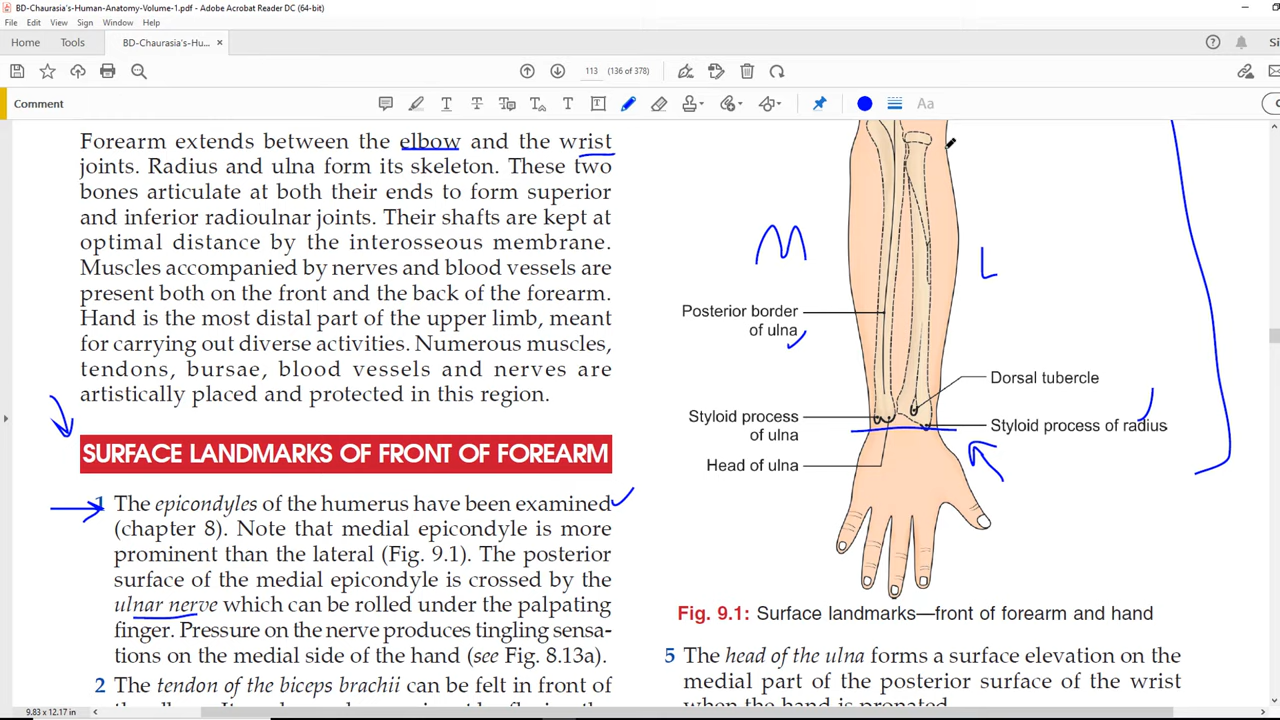 BD-Chaurasia's-Human-Anatomy-Volume-1.pdf - Adobe Acrobat Reader DC (64-bit)
File Edit View Sign Window Help
Home Tools BD-Chaurasia's-Hu... ×
113 (136 of 378)
Comment
Aa
Forearm extends between the elbow and the wrist
joints. Radius and ulna form its skeleton. These two
bones articulate at both their ends to form superior
and inferior radioulnar joints. Their shafts are kept at
optimal distance by the interosseous membrane.
Muscles accompanied by nerves and blood vessels are
present both on the front and the back of the forearm.
Hand is the most distal part of the upper limb, meant
for carrying out diverse activities. Numerous muscles,
tendons, bursae, blood vessels and nerves are
artistically placed and protected in this region.
SURFACE LANDMARKS OF FRONT OF FOREARM
1 The epicondyles of the humerus have been examined
(chapter 8). Note that medial epicondyle is more
prominent than the lateral (Fig. 9.1). The posterior
surface of the medial epicondyle is crossed by the
ulnar nerve which can be rolled under the palpating
finger. Pressure on the nerve produces tingling sensa-
tions on the medial side of the hand (see Fig. 8.13a).
2 The tendon of the biceps brachii can be felt in front of
M
L
Posterior border
of ulna
Dorsal tubercle
Styloid process
of ulna
Styloid process of radius
Head of ulna
Fig. 9.1: Surface landmarks—front of forearm and hand
5 The head of the ulna forms a surface elevation on the
medial part of the posterior surface of the wrist
when the hand is pronated.
9.83 x 12.17 in